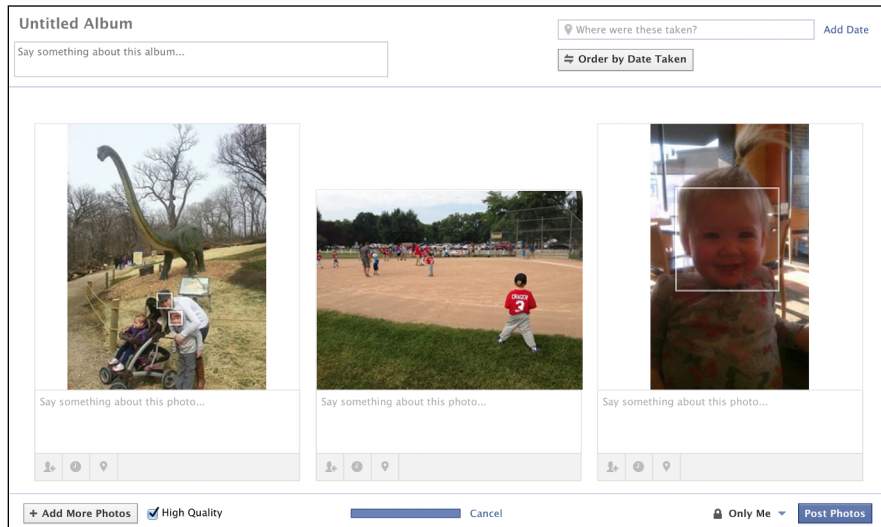 Untitled Album
Where were these taken?
Add Date
Say something about this album...
Order by Date Taken
CRAGER
3
Say something about this photo...
Say something about this photo...
Say something about this photo...
+ Add More Photos
High Quality
Cancel
Only Me
Post Photos